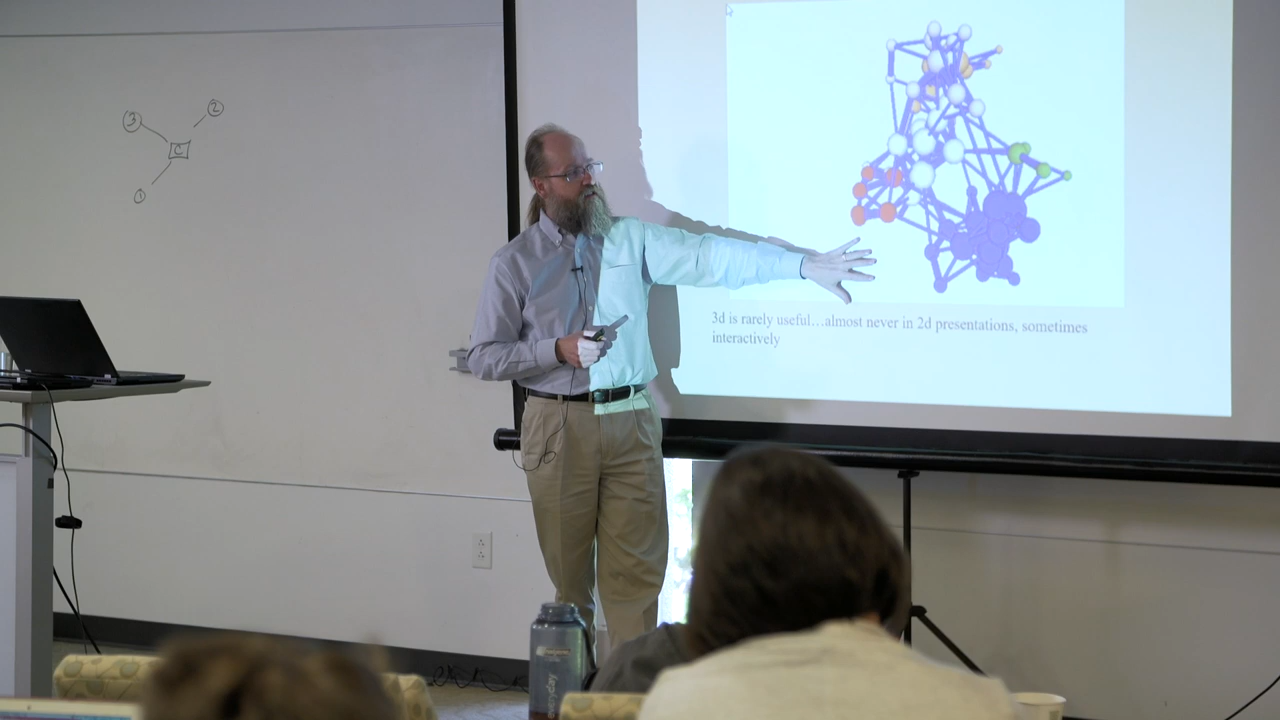 3
2
C
1
3d is rarely useful…almost never in 2d presentations, sometimes
interactively